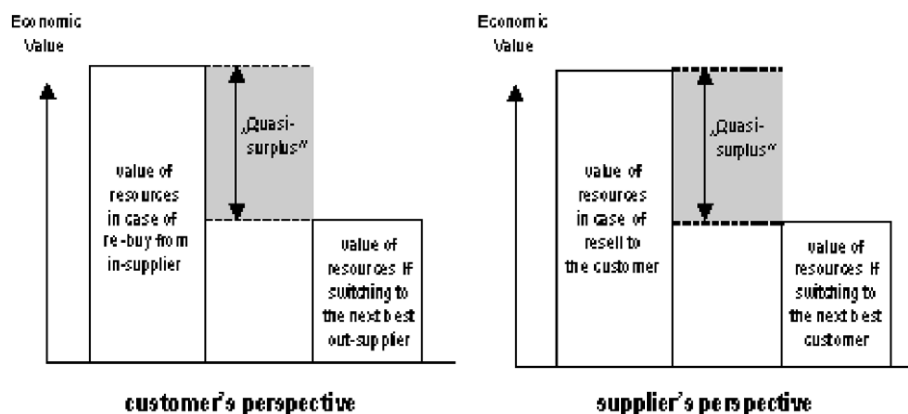 Economic
Value
„Quasi-
surplus“
value of
resources
in case of
re-buy from
in-supplier
value of
resources if
switching to
the next best
out-supplier
customer's perspective
Economic
Value
„Quasi-
surplus“
value of
resources
in case of
resell to
the customer
value of
resources if
switching to
the next best
customer
supplier's perspective